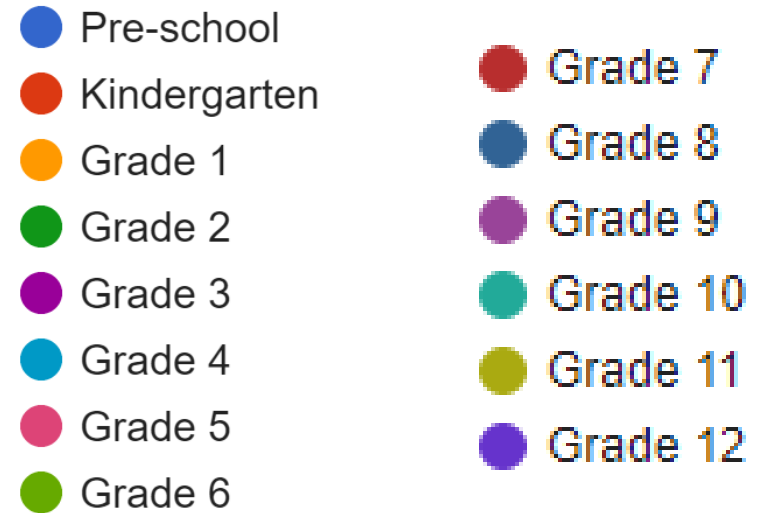 Pre-school
Kindergarten
Grade 1
Grade 2
Grade 3
Grade 4
Grade 5
Grade 6
Grade 7
Grade 8
Grade 9
Grade 10
Grade 11
Grade 12